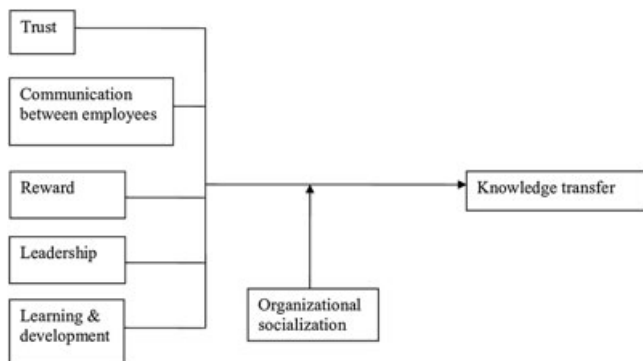 Trust
Communication
between employees
Reward
Knowledge transfer
Leadership
Organizational
socialization
Learning &
development